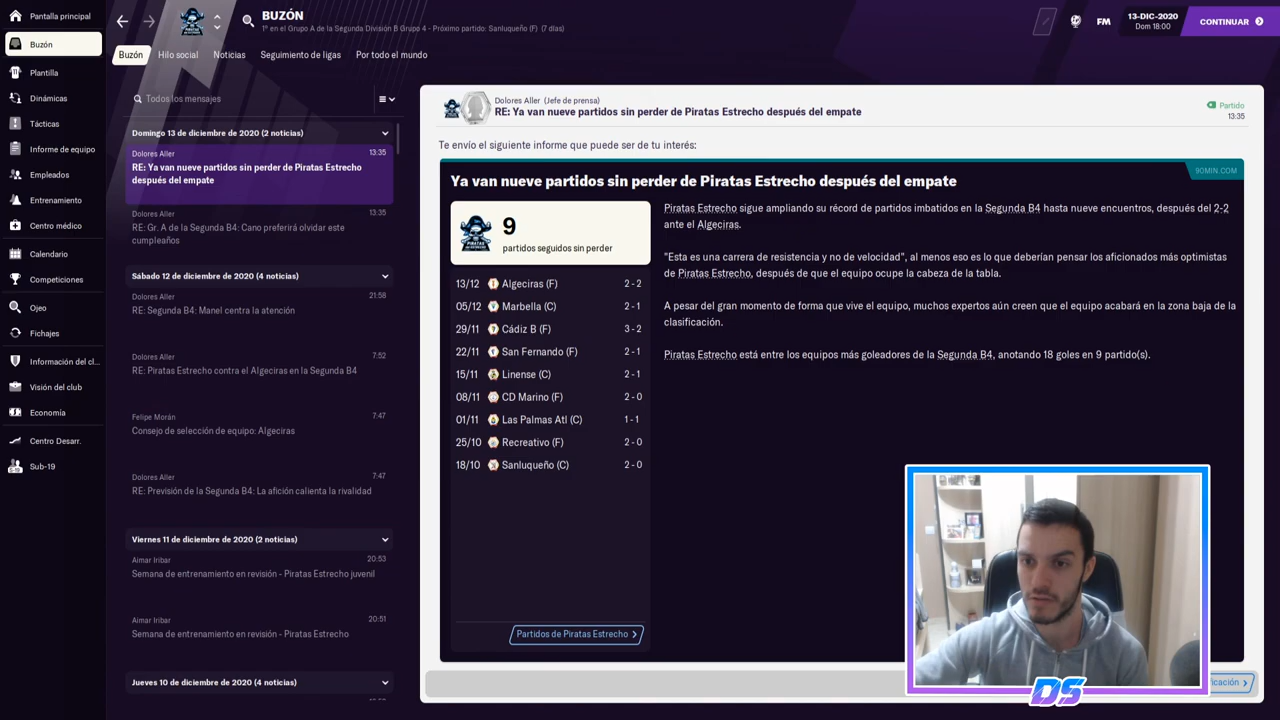 Pantalla principal
Buzón
Plantilla
Dinámicas
Tácticas
Informe de equipo
Empleados
Entrenamiento
Centro médico
Calendario
Competiciones
Ojeo
Fichajes
Información del cl...
Visión del club
Economía
Centro Desarr.
Sub-19
BUZÓN
1º en el Grupo A de la Segunda División B Grupo 4 - Próximo partido: Sanluqueño (F) (7 días)
FM
13-DIC-2020
Dom 18:00
CONTINUAR
Buzón
Hilo social
Noticias
Seguimiento de ligas
Por todo el mundo
Todos los mensajes
Domingo 13 de diciembre de 2020 (2 noticias)
Dolores Aller 13:35
RE: Ya van nueve partidos sin perder de Piratas Estrecho
después del empate
Dolores Aller 13:35
RE: Gr. A de la Segunda B4: Cano preferirá olvidar este
cumpleaños
Sábado 12 de diciembre de 2020 (4 noticias)
Dolores Aller 21:58
RE: Segunda B4: Manel centra la atención
Dolores Aller 7:52
RE: Piratas Estrecho contra el Algeciras en la Segunda B4
Felipe Morán 7:47
Consejo de selección de equipo: Algeciras
Dolores Aller 7:47
RE: Previsión de la Segunda B4: La afición calienta la rivalidad
Viernes 11 de diciembre de 2020 (2 noticias)
Aimar Iribar 20:53
Semana de entrenamiento en revisión - Piratas Estrecho juvenil
Aimar Iribar 20:51
Semana de entrenamiento en revisión - Piratas Estrecho
Jueves 10 de diciembre de 2020 (4 noticias)
Dolores Aller (Jefe de prensa)
RE: Ya van nueve partidos sin perder de Piratas Estrecho después del empate
Partido
13:35
Te envío el siguiente informe que puede ser de tu interés:
90MIN.COM
Ya van nueve partidos sin perder de Piratas Estrecho después del empate
9
partidos seguidos sin perder
13/12 Algeciras (F) 2 - 2
05/12 Marbella (C) 2 - 1
29/11 Cádiz B (F) 3 - 2
22/11 San Fernando (F) 2 - 1
15/11 Linense (C) 2 - 1
08/11 CD Marino (F) 2 - 0
01/11 Las Palmas Atl (C) 1 - 1
25/10 Recreativo (F) 2 - 0
18/10 Sanluqueño (C) 2 - 0
Partidos de Piratas Estrecho
Piratas Estrecho sigue ampliando su récord de partidos imbatidos en la Segunda B4 hasta nueve encuentros, después del 2-2
ante el Algeciras.
"Esta es una carrera de resistencia y no de velocidad", al menos eso es lo que deberían pensar los aficionados más optimistas
de Piratas Estrecho, después de que el equipo ocupe la cabeza de la tabla.
A pesar del gran momento de forma que vive el equipo, muchos expertos aún creen que el equipo acabará en la zona baja de la
clasificación.
Piratas Estrecho está entre los equipos más goleadores de la Segunda B4, anotando 18 goles en 9 partido(s).
ificación
DS